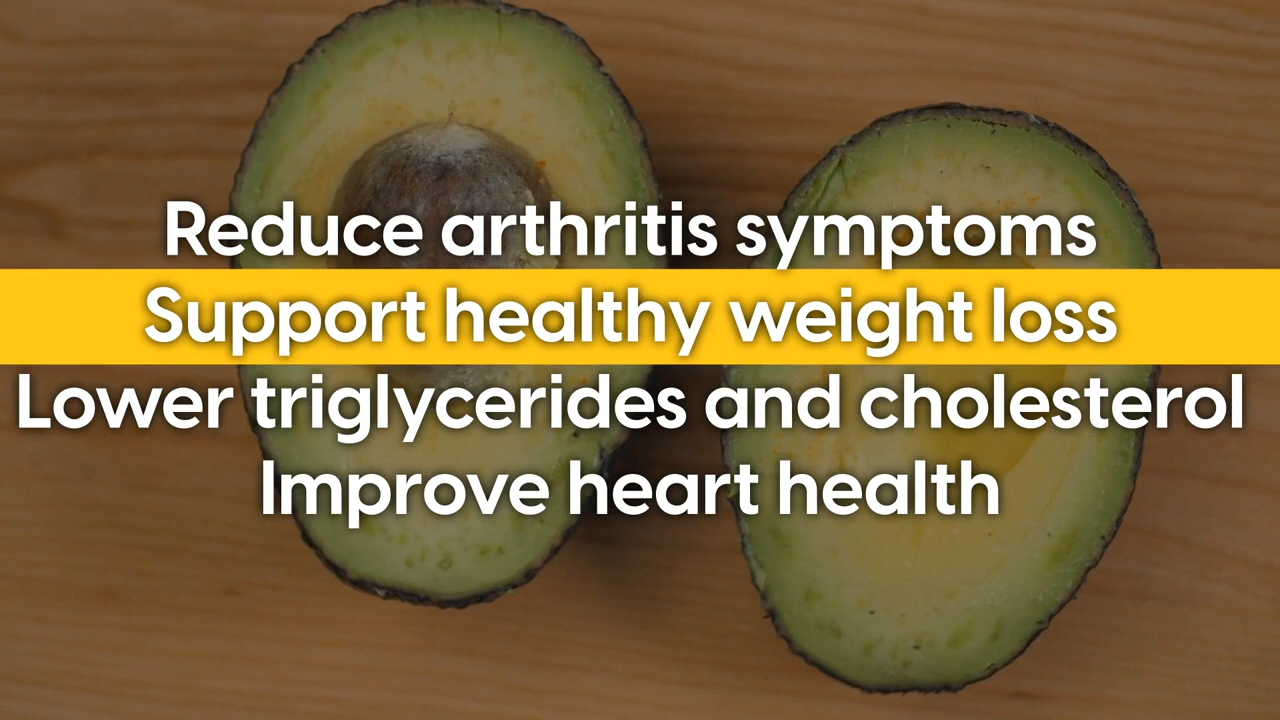 Reduce arthritis symptoms
Support healthy weight loss
Lower triglycerides and cholesterol
Improve heart health